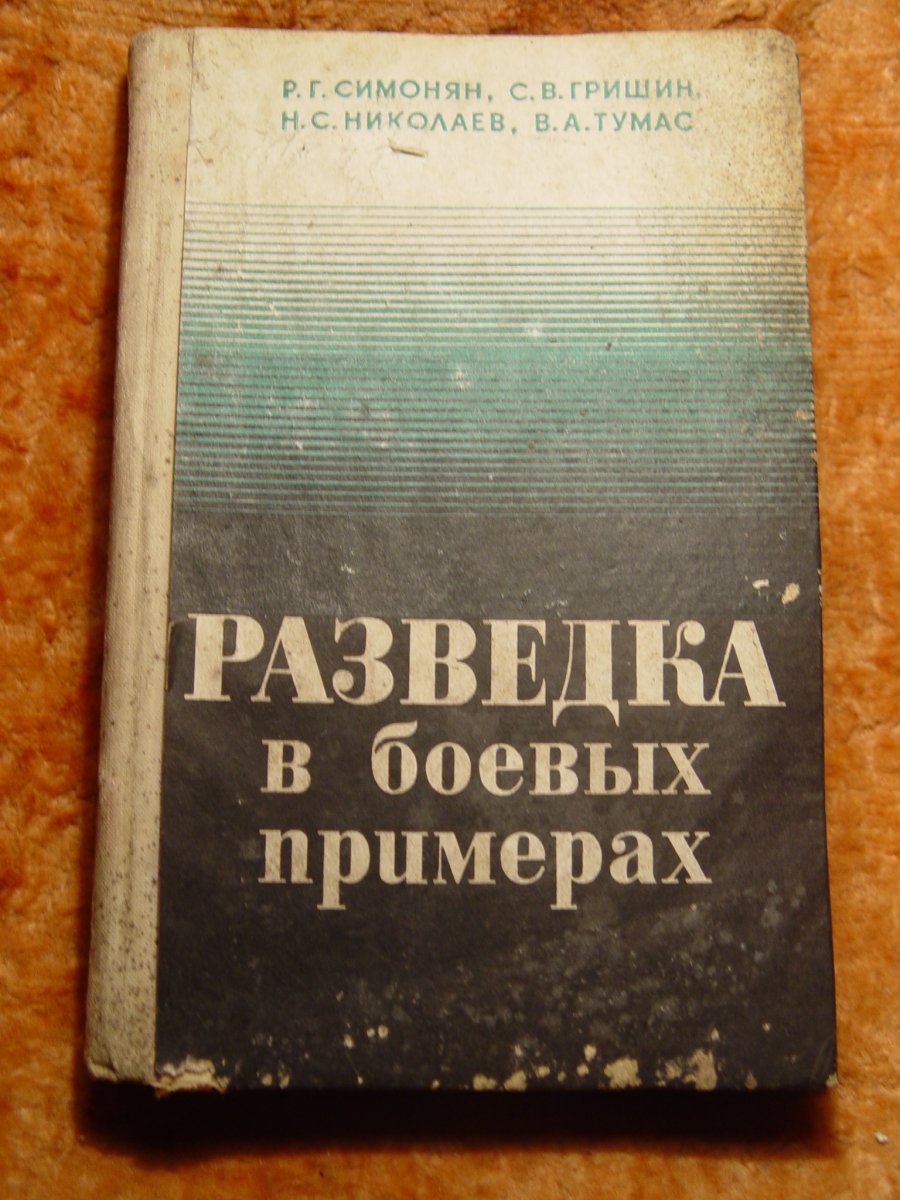 Р. Г. СИМОНЯН, С. В. ГРИШИН,
Н. С. НИКОЛАЕВ, В. А. ТУМАС
РАЗВЕДКА
в боевых
примерах